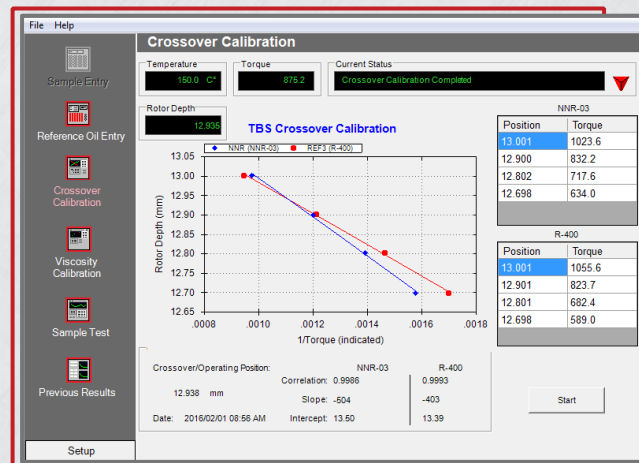 File Help
Crossover Calibration
Temperature
150.0 C°
Torque
875.2
Current Status
Crossover Calibration Completed
Rotor Depth
12.935
Sample Entry
Reference Oil Entry
Crossover
Calibration
Viscosity
Calibration
Sample Test
Previous Results
Setup
TBS Crossover Calibration
NNR (NNR-03) REF3 (R-400)
Rotor Depth (mm)
13.05
13.00
12.95
12.90
12.85
12.80
12.75
12.70
12.65
.0008 .0010 .0012 .0014 .0016 .0018
1/Torque (indicated)
NNR-03
Position Torque
13.001 1023.6
12.900 832.2
12.802 717.6
12.698 634.0
R-400
Position Torque
13.001 1055.6
12.901 823.7
12.801 682.4
12.698 589.0
Crossover/Operating Position: NNR-03 R-400
Correlation: 0.9986 0.9993
12.938 mm
Slope: -504 -403
Date: 2016/02/01 08:56 AM Intercept: 13.50 13.39
Start